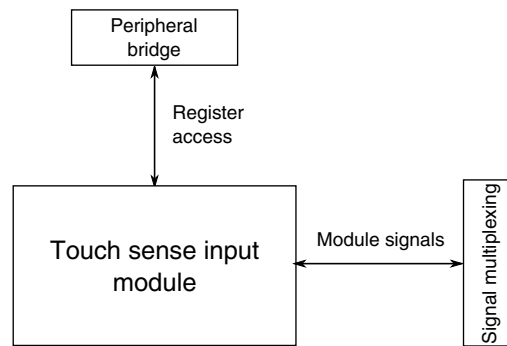 Peripheral
bridge
Register
access
Touch sense input
module
Module signals
Signal multiplexing